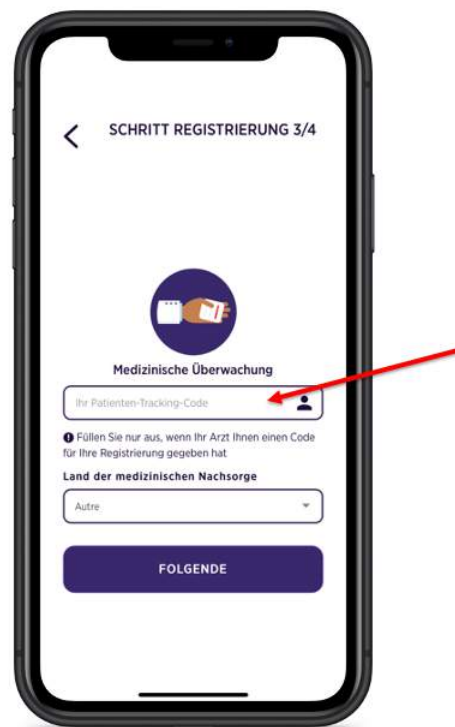 SCHRITT REGISTRIERUNG 3/4
Medizinische Überwachung
Ihr Patienten-Tracking-Code
Füllen Sie nur aus, wenn Ihr Arzt Ihnen einen Code
für Ihre Registrierung gegeben hat
Land der medizinischen Nachsorge
Autre
FOLGENDE